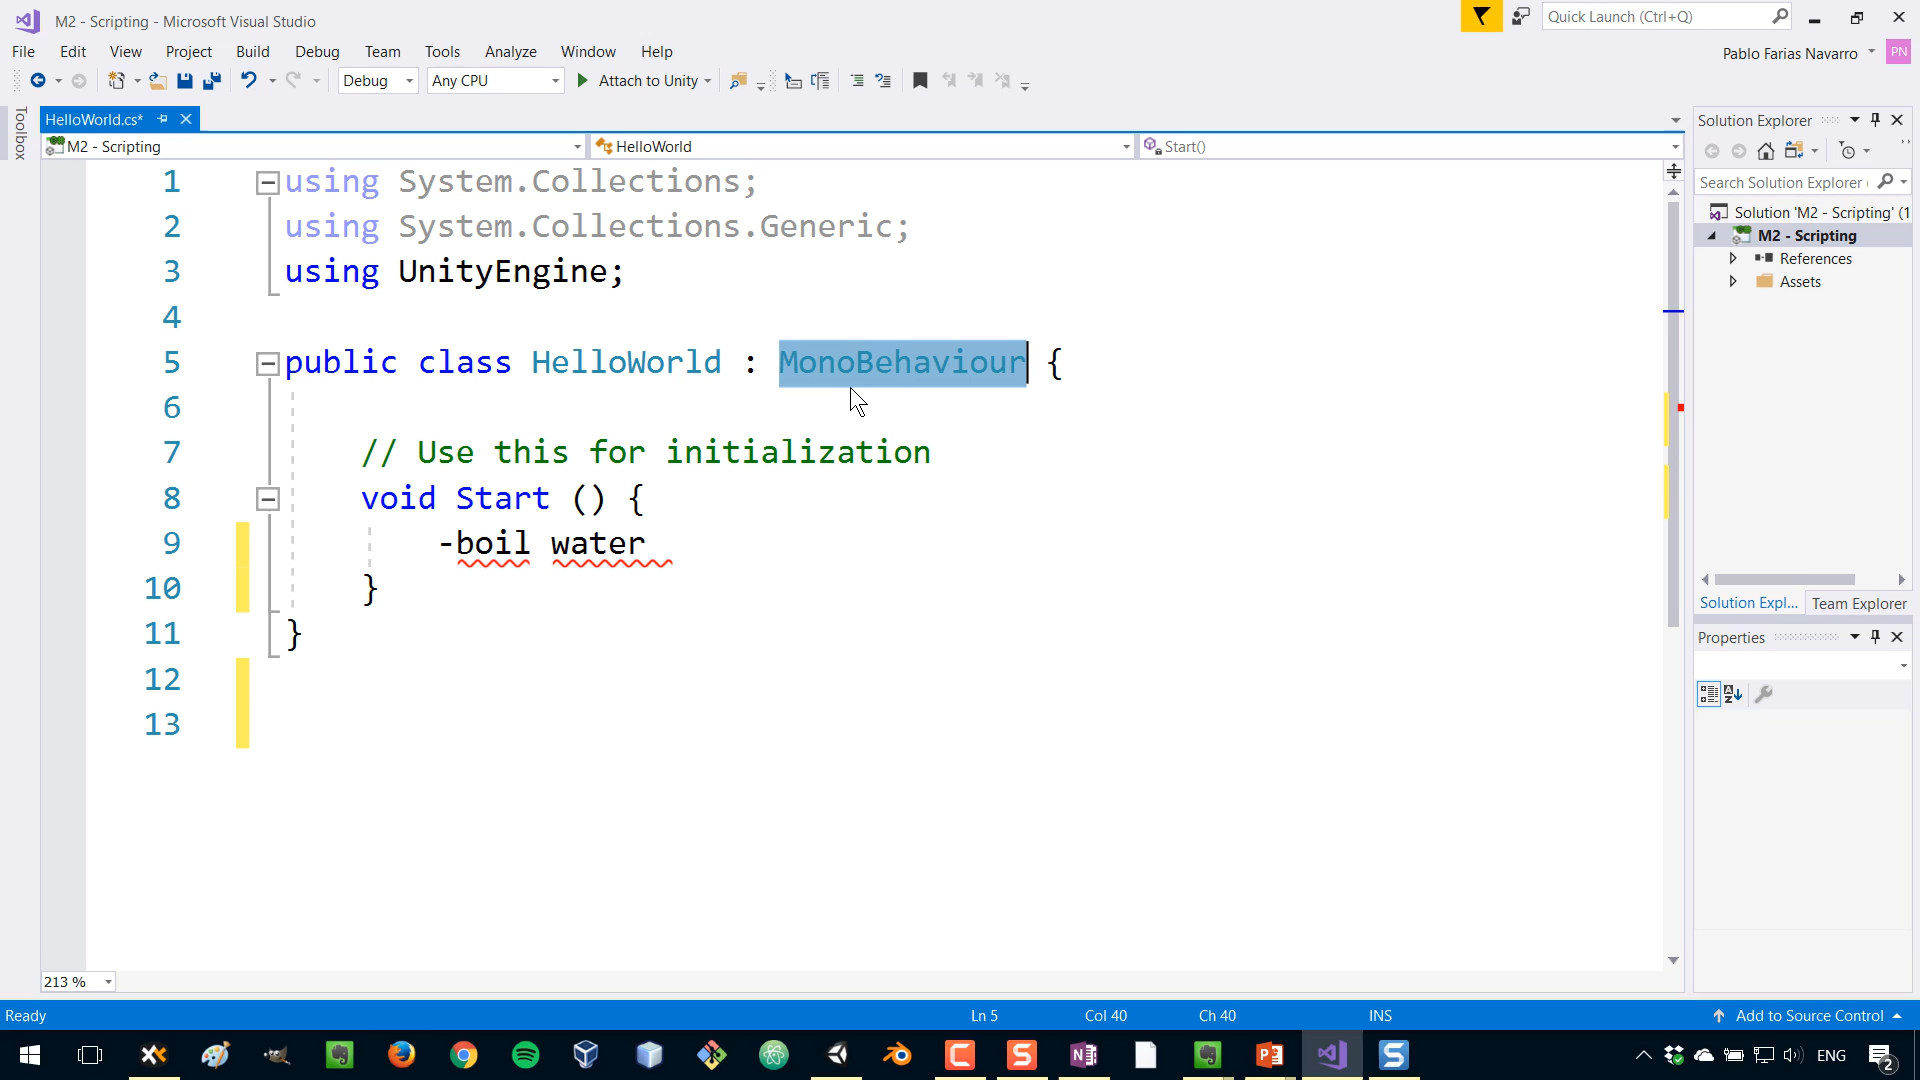 M2 - Scripting - Microsoft Visual Studio
Quick Launch (Ctrl+Q)
File Edit View Project Build Debug Team Tools Analyze Window Help
Pablo Farias Navarro PN
Debug Any CPU Attach to Unity
Toolbox
HelloWorld.cs*
M2 - Scripting HelloWorld Start()
1 using System.Collections;
2 using System.Collections.Generic;
3 using UnityEngine;
4
5 public class HelloWorld : MonoBehaviour {
6
7 // Use this for initialization
8 void Start () {
9 -boil water
10 }
11 }
12
13
213 %
Solution Explorer
Search Solution Explorer
Solution 'M2 - Scripting' (1
M2 - Scripting
References
Assets
Solution Expl... Team Explorer
Properties
Ready Ln 5 Col 40 Ch 40 INS Add to Source Control
ENG 2